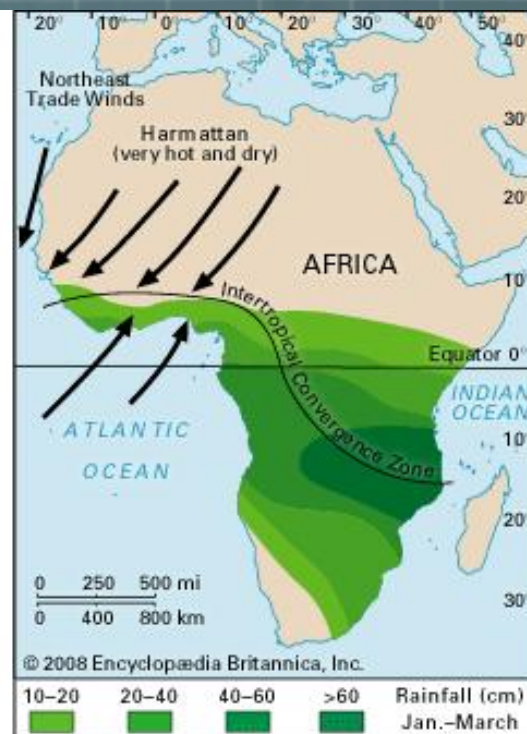 20° 10° 0° 10° 20° 30° 40° 50°
40°
Northeast
Trade Winds
Harmattan
(very hot and dry)
30°
20°
AFRICA
10°
Intertropical Convergence Zone
Equator 0°
INDIAN
OCEAN
ATLANTIC
OCEAN
10°
20°
30°
0 250 500 mi
0 400 800 km
© 2008 Encyclopædia Britannica, Inc.
10–20 20–40 40–60 >60 Rainfall (cm)
Jan.–March